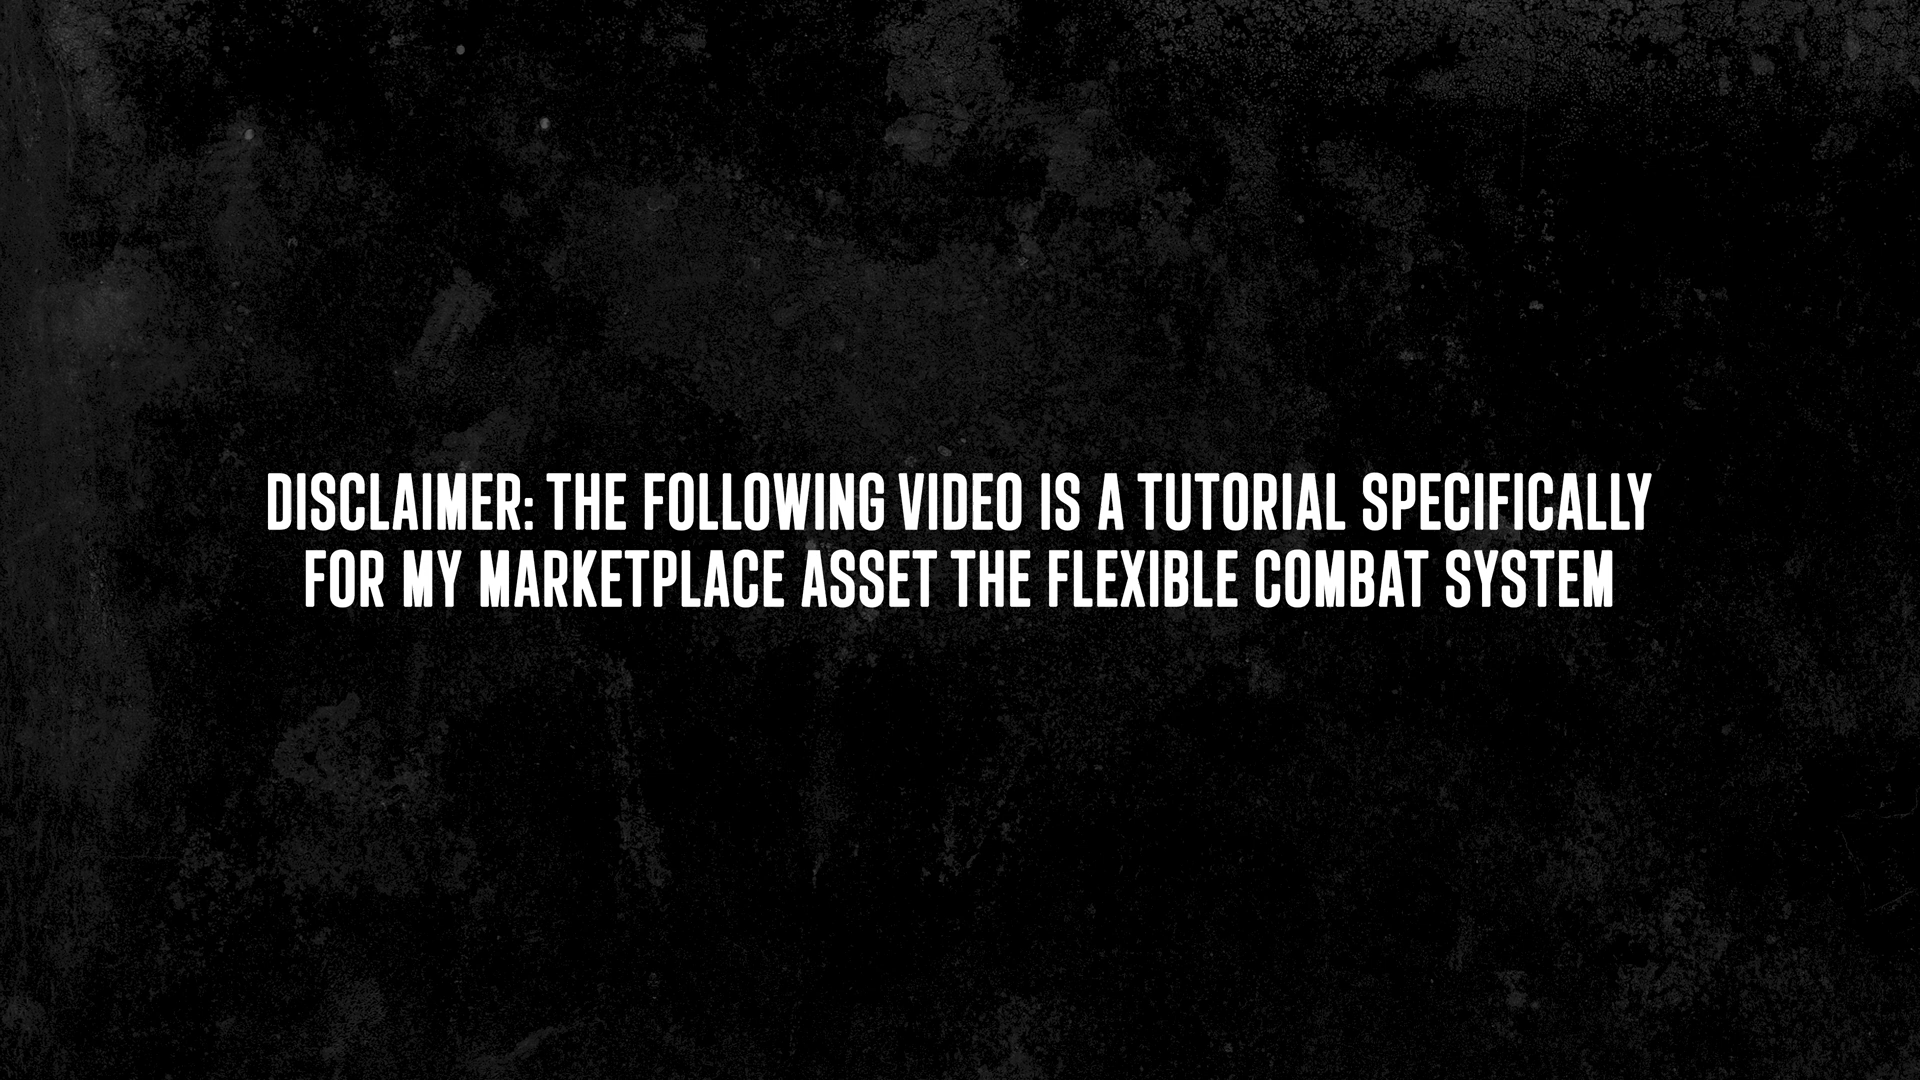 DISCLAIMER: THE FOLLOWING VIDEO IS A TUTORIAL SPECIFICALLY
FOR MY MARKETPLACE ASSET THE FLEXIBLE COMBAT SYSTEM